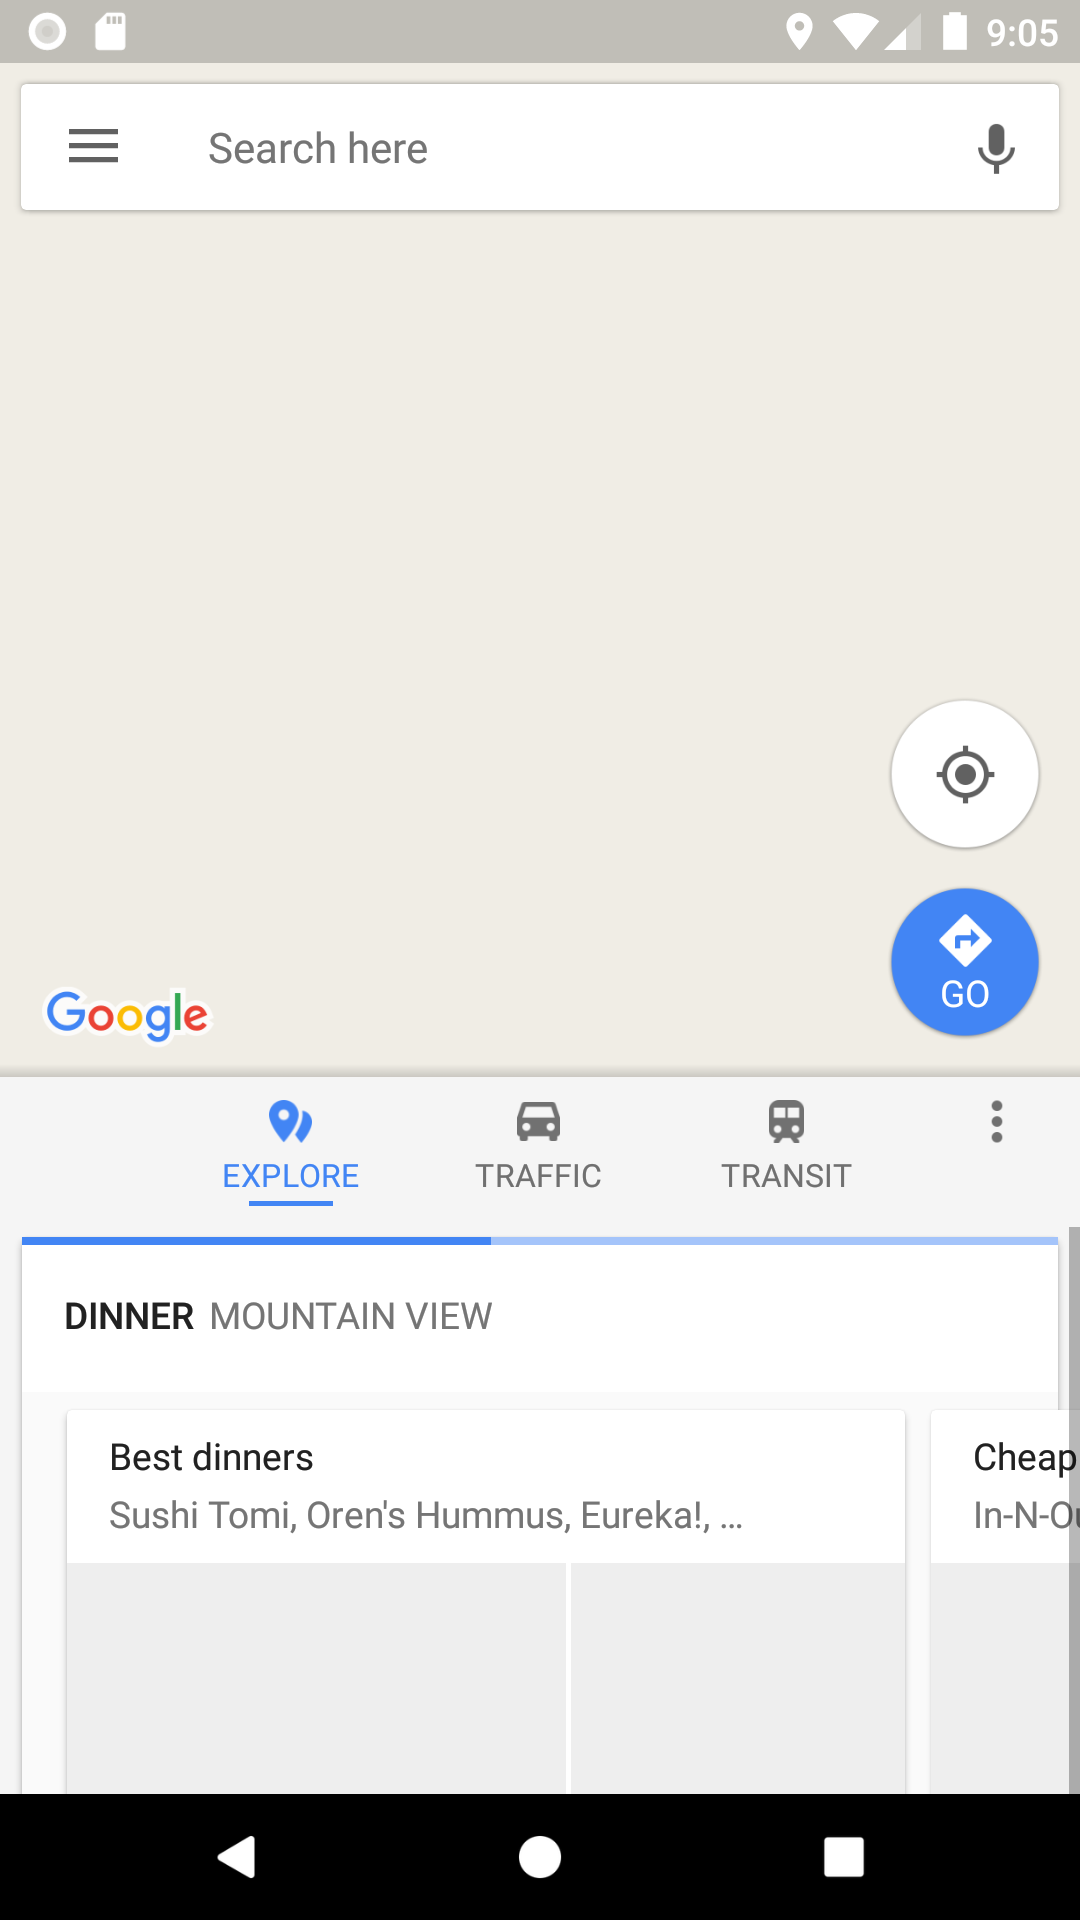 9:05
Search here
GO
Google
EXPLORE TRAFFIC TRANSIT
DINNER MOUNTAIN VIEW
Best dinners
Cheap
Sushi Tomi, Oren's Hummus, Eureka!, ...
In-N-Ou